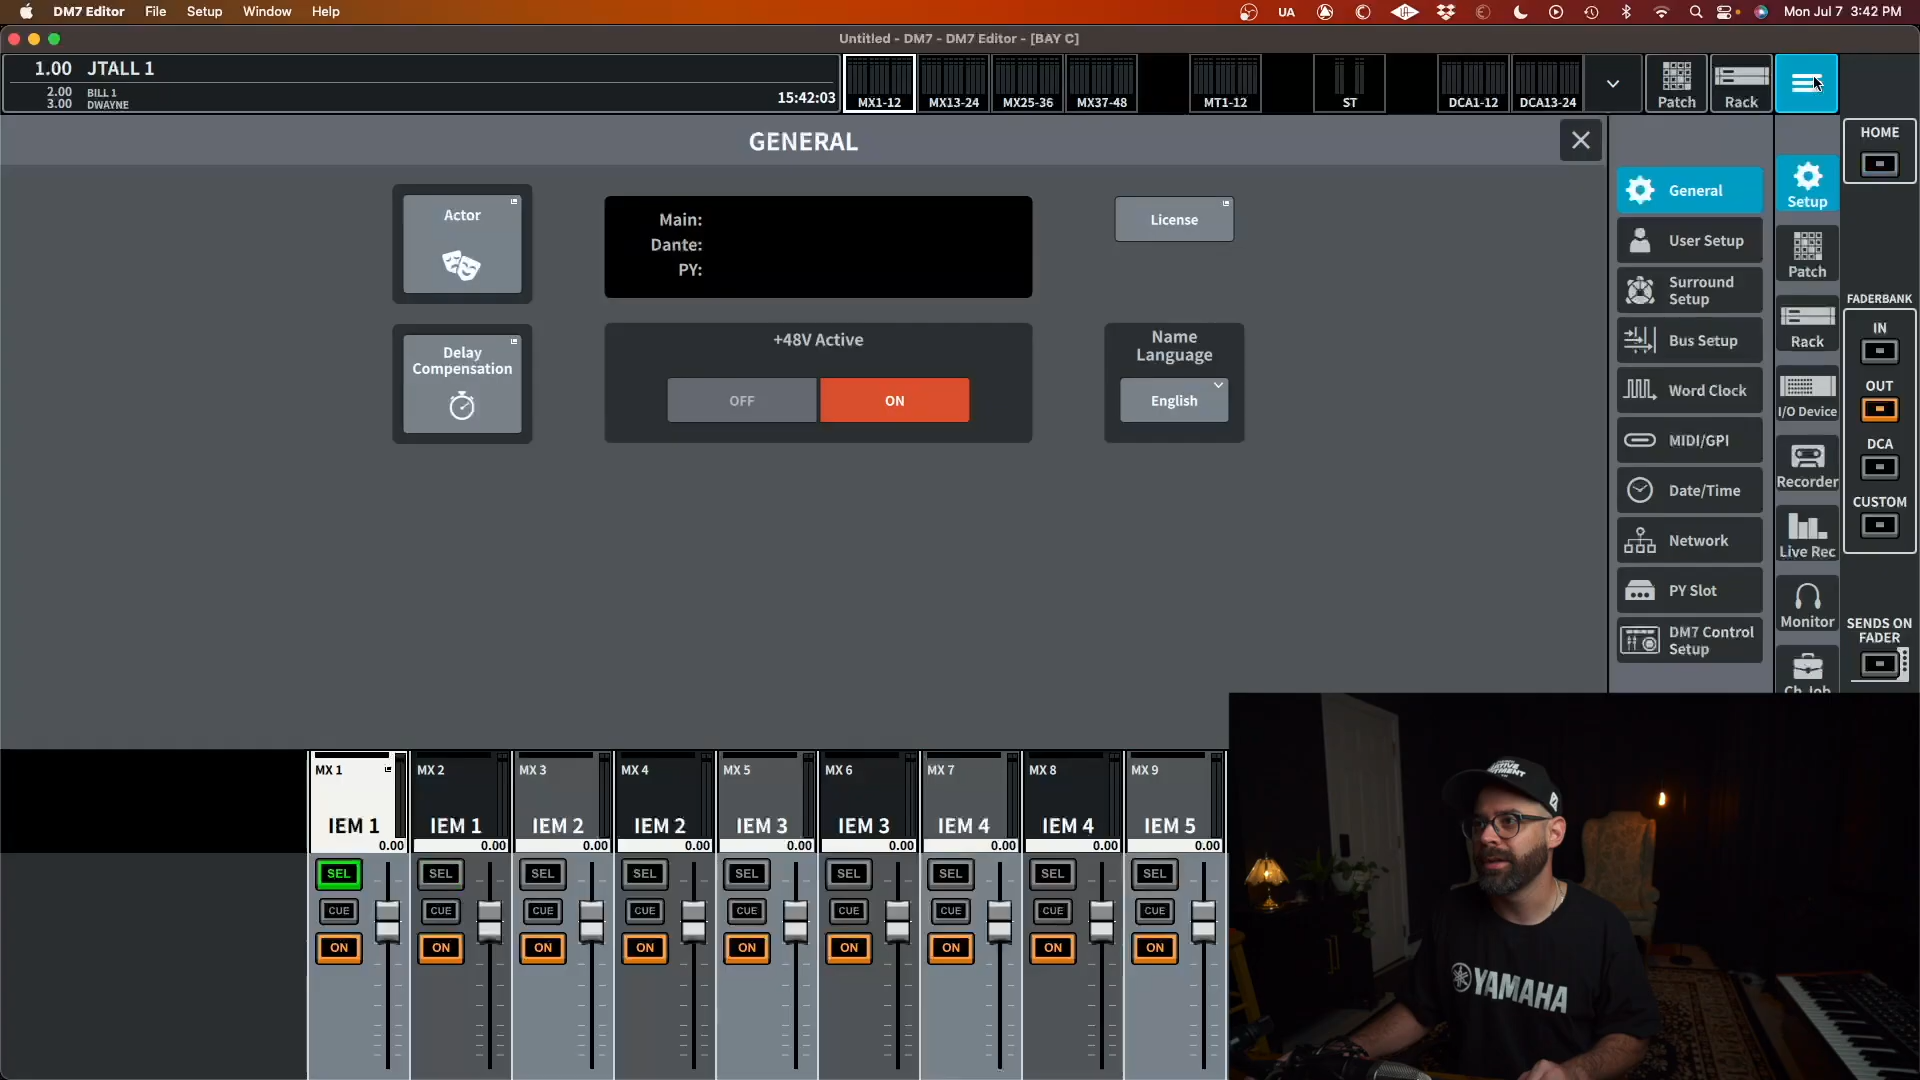 DM7 Editor File Setup Window Help
UA
Mon Jul 7 3:42 PM
Untitled - DM7 - DM7 Editor - [BAY C]
1.00 JTALL 1
2.00 BILL 1
3.00 DWAYNE
15:42:03
MX1-12 MX13-24 MX25-36 MX37-48 MT1-12 ST DCA1-12 DCA13-24 Patch Rack
GENERAL
HOME
Actor
Main:
Dante:
PY:
License
Delay
Compensation
+48V Active
OFF ON
Name
Language
English
General
User Setup
Surround
Setup
Bus Setup
Word Clock
MIDI/GPI
Date/Time
Network
PY Slot
DM7 Control
Setup
Setup
Patch
Rack
I/O Device
Recorder
Live Rec
Monitor
Ch Job
FADERBANK
IN
OUT
DCA
CUSTOM
SENDS ON
FADER
MX 1 MX 2 MX 3 MX 4 MX 5 MX 6 MX 7 MX 8 MX 9
IEM 1 IEM 1 IEM 2 IEM 2 IEM 3 IEM 3 IEM 4 IEM 4 IEM 5
0.00 0.00 0.00 0.00 0.00 0.00 0.00 0.00 0.00
SEL SEL SEL SEL SEL SEL SEL SEL SEL
CUE CUE CUE CUE CUE CUE CUE CUE CUE
ON ON ON ON ON ON ON ON ON
YAMAHA